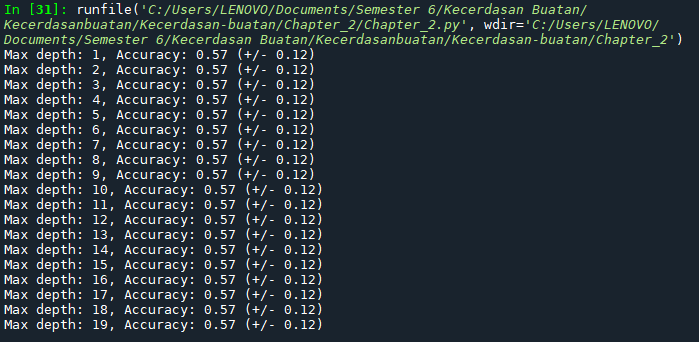 In [31]: runfile('C:/Users/LENOVO/Documents/Semester 6/Kecerdasan Buatan/
Kecerdasanbuatan/Kecerdasan-buatan/Chapter_2/Chapter_2.py', wdir='C:/Users/LENOVO/
Documents/Semester 6/Kecerdasan Buatan/Kecerdasanbuatan/Kecerdasan-buatan/Chapter_2')
Max depth: 1, Accuracy: 0.57 (+/- 0.12)
Max depth: 2, Accuracy: 0.57 (+/- 0.12)
Max depth: 3, Accuracy: 0.57 (+/- 0.12)
Max depth: 4, Accuracy: 0.57 (+/- 0.12)
Max depth: 5, Accuracy: 0.57 (+/- 0.12)
Max depth: 6, Accuracy: 0.57 (+/- 0.12)
Max depth: 7, Accuracy: 0.57 (+/- 0.12)
Max depth: 8, Accuracy: 0.57 (+/- 0.12)
Max depth: 9, Accuracy: 0.57 (+/- 0.12)
Max depth: 10, Accuracy: 0.57 (+/- 0.12)
Max depth: 11, Accuracy: 0.57 (+/- 0.12)
Max depth: 12, Accuracy: 0.57 (+/- 0.12)
Max depth: 13, Accuracy: 0.57 (+/- 0.12)
Max depth: 14, Accuracy: 0.57 (+/- 0.12)
Max depth: 15, Accuracy: 0.57 (+/- 0.12)
Max depth: 16, Accuracy: 0.57 (+/- 0.12)
Max depth: 17, Accuracy: 0.57 (+/- 0.12)
Max depth: 18, Accuracy: 0.57 (+/- 0.12)
Max depth: 19, Accuracy: 0.57 (+/- 0.12)